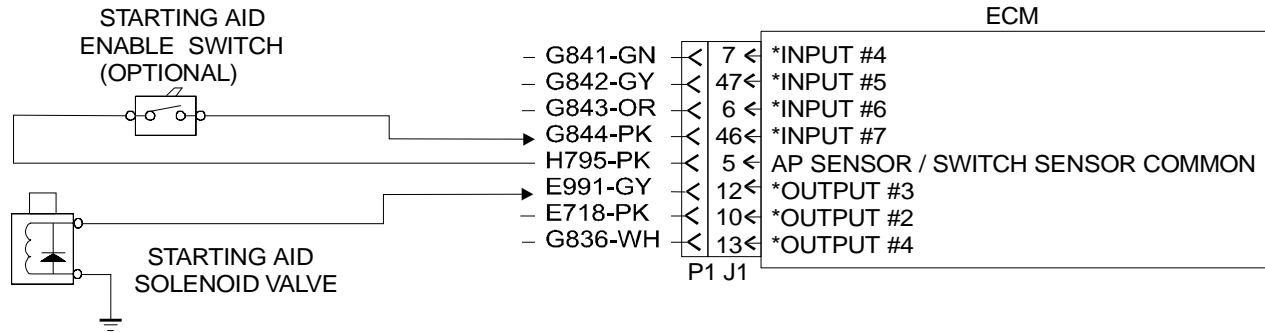 STARTING AID
ENABLE SWITCH
(OPTIONAL)
ECM
G841-GN 7 *INPUT #4
G842-GY 47 *INPUT #5
G843-OR 6 *INPUT #6
G844-PK 46 *INPUT #7
H795-PK 5 AP SENSOR / SWITCH SENSOR COMMON
E991-GY 12 *OUTPUT #3
E718-PK 10 *OUTPUT #2
G836-WH 13 *OUTPUT #4
P1 J1
STARTING AID
SOLENOID VALVE